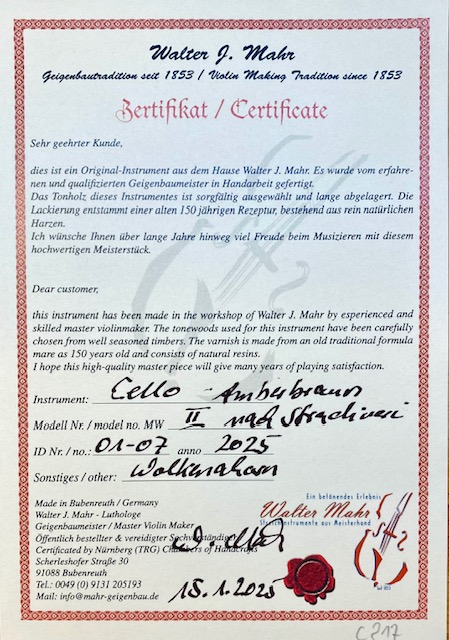 Walter J. Mahr
Geigenbautradition seit 1853 / Violin Making Tradition since 1853
Zertifikat / Certificate
Sehr geehrter Kunde,
dies ist ein Original-Instrument aus dem Hause Walter J. Mahr. Es wurde vom erfahre-
nen und qualifizierten Geigenbaumeister in Handarbeit gefertigt.
Das Tonholz dieses Instrumentes ist sorgfältig ausgewählt und lange abgelagert. Die
Lackierung entstammt einer alten 150 jährigen Rezeptur, bestehend aus rein natürlichen
Harzen.
Ich wünsche Ihnen über lange Jahre hinweg viel Freude beim Musizieren mit diesem
hochwertigen Meisterstück.
Dear customer,
this instrument has been made in the workshop of Walter J. Mahr by esperienced and
skilled master violinmaker. The tonewoods used for this instrument have been carefully
chosen from well seasoned timbers. The varnish is made from an old traditional formula
mare as 150 years old and consists of natural resins.
I hope this high-quality master piece will give many years of playing satisfaction.
Instrument: Cello - Amberbraun
Modell Nr. / model no. MW II nach Stradivari
ID Nr. / no.: 01-07 anno 2025
Sonstiges / other: Wolkenahorn
Made in Bubenreuth / Germany
Walter J. Mahr - Luthologe
Geigenbaumeister / Master Violin Maker
Öffentlich bestellter & vereidigter Sachverständiger
Certificated by Nürnberg (TRG) Chambers of Handcrafts
Scherleshofer Straße 30
91088 Bubenreuth
Tel.: 0049 (0) 9131 205193
Mail: info@mahr-geigenbau.de
15.1.2025
Ein betönendes Erlebnis
Walter Mahr
Streichinstrumente aus Meisterhand
seit 1853
C 217